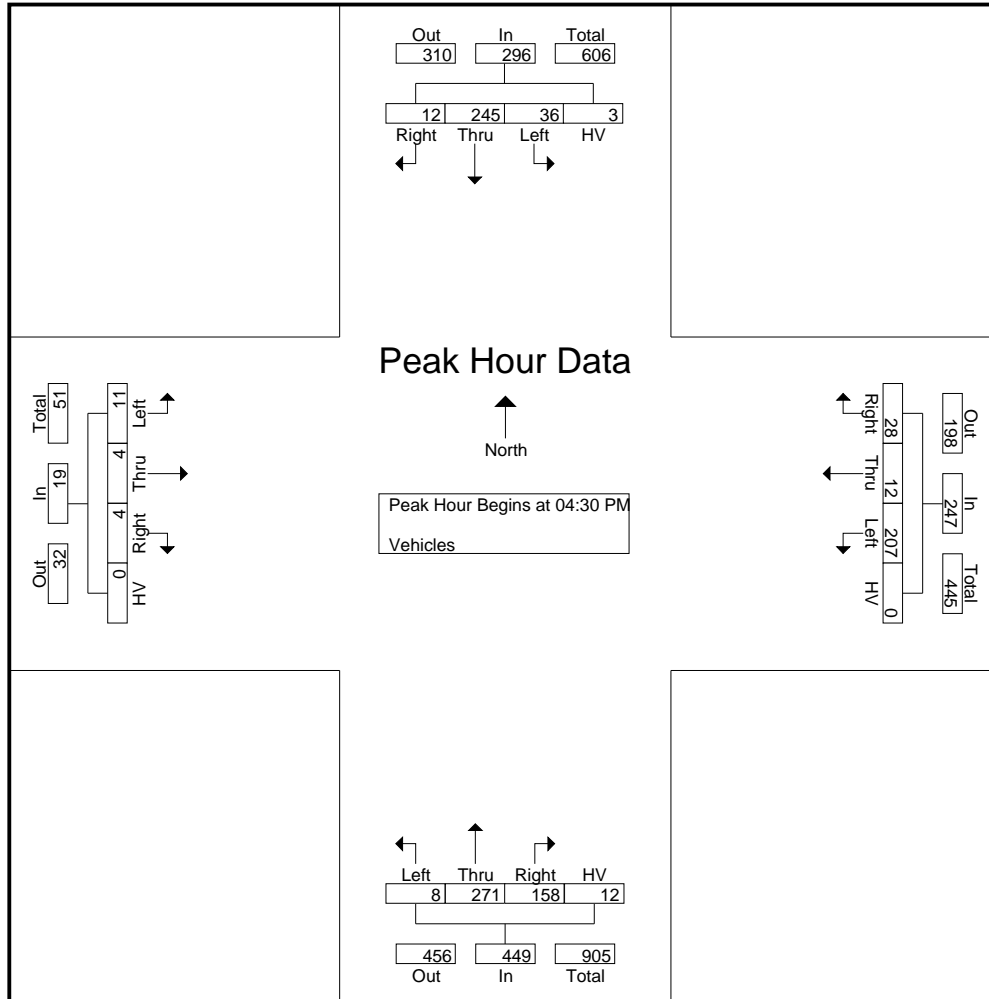 Out In Total
310 296 606
12 245 36 3
Right Thru Left HV
Peak Hour Data
North
Peak Hour Begins at 04:30 PM
Vehicles
Total In Out
51 19 32
11 4 4 0
Left Thru Right HV
Out In Total
198 247 445
28 12 207 0
Right Thru Left HV
Left Thru Right HV
8 271 158 12
456 449 905
Out In Total